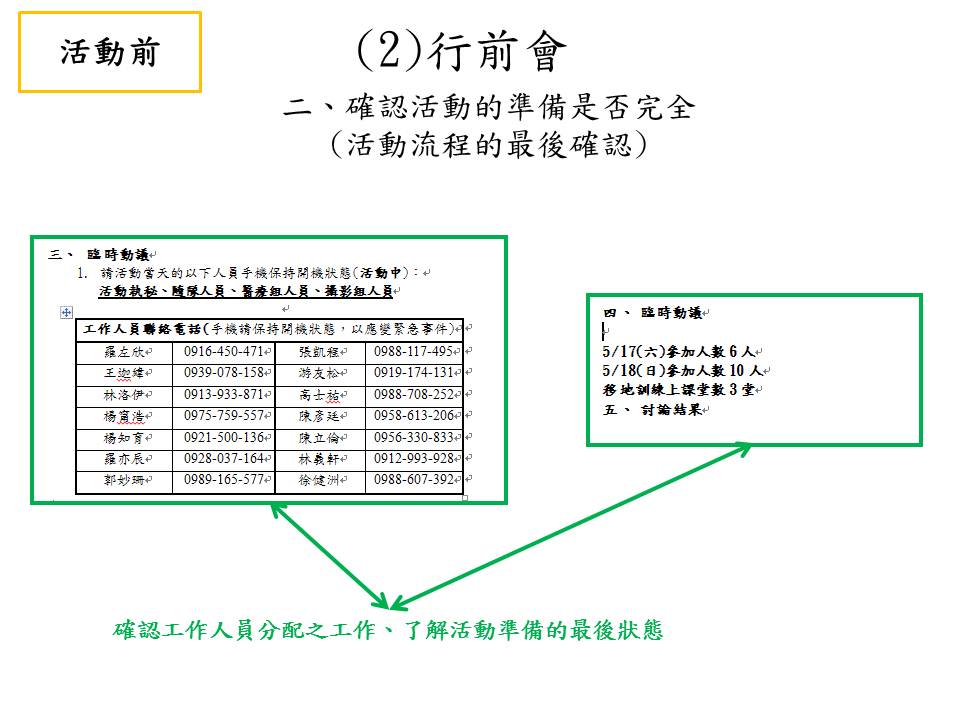 活動前
(2)行前會
二、確認活動的準備是否完全
(活動流程的最後確認)
三、 臨時動議
1. 請活動當天的以下人員手機保持開機狀態(活動中)：
活動執秘、隨隊人員、醫療組人員、攝影組人員
工作人員聯絡電話(手機請保持開機狀態，以應變緊急事件)
羅左欣 0916-450-471 張凱程 0988-117-495
王迦緯 0939-078-158 游友松 0919-174-131
林洛伊 0913-933-871 高士祐 0988-708-252
楊甯浩 0975-759-557 陳彥廷 0958-613-206
楊知育 0921-500-136 陳立倫 0956-330-833
羅亦辰 0928-037-164 林義軒 0912-993-928
郭妙珊 0989-165-577 徐健洲 0988-607-392
四、 臨時動議
5/17(六)參加人數 6 人
5/18(日)參加人數 10 人
移地訓練上課堂數 3 堂
五、 討論結果
確認工作人員分配之工作、了解活動準備的最後狀態